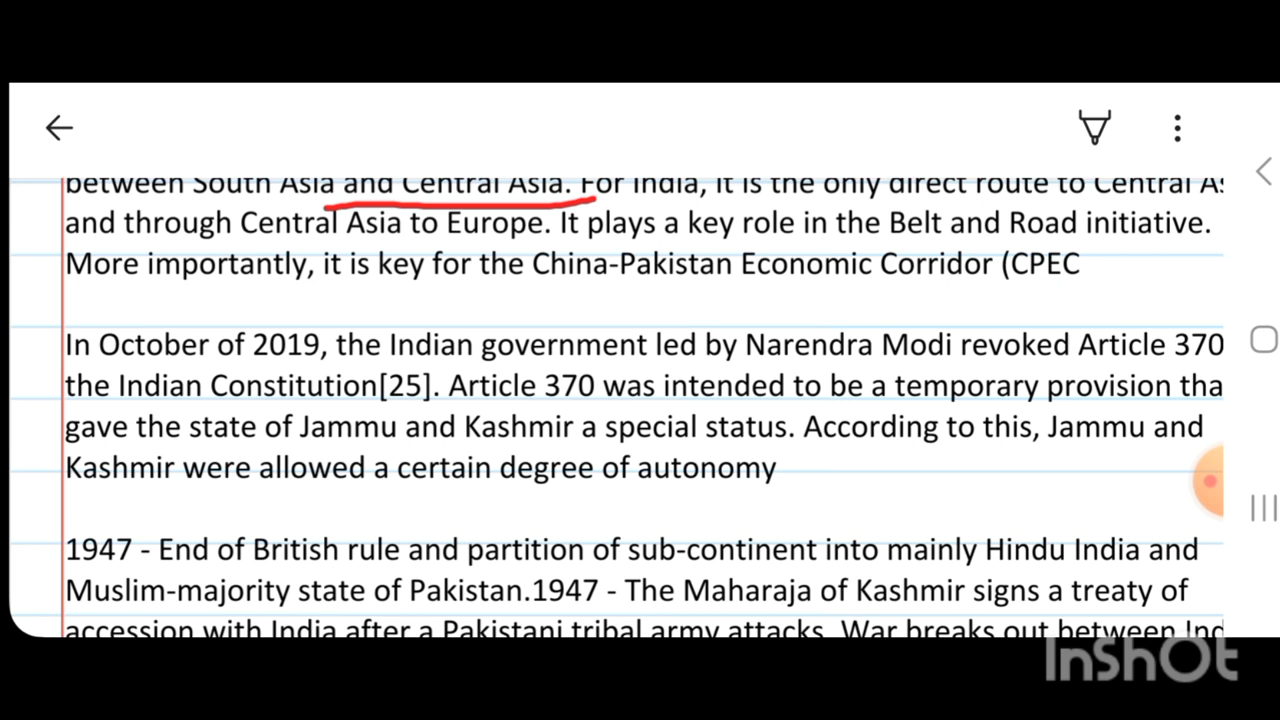 between South Asia and Central Asia. For India, it is the only direct route to Central As
and through Central Asia to Europe. It plays a key role in the Belt and Road initiative.
More importantly, it is key for the China-Pakistan Economic Corridor (CPEC
In October of 2019, the Indian government led by Narendra Modi revoked Article 370
the Indian Constitution[25]. Article 370 was intended to be a temporary provision tha
gave the state of Jammu and Kashmir a special status. According to this, Jammu and
Kashmir were allowed a certain degree of autonomy
1947 - End of British rule and partition of sub-continent into mainly Hindu India and
Muslim-majority state of Pakistan.1947 - The Maharaja of Kashmir signs a treaty of
accession with India after a Pakistani tribal army attacks. War breaks out between Ind
InShOt